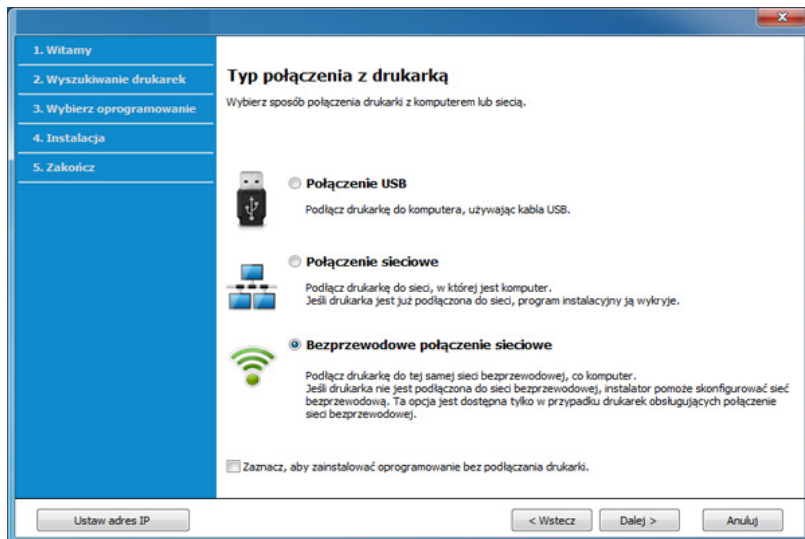 1. Witamy
2. Wyszukiwanie drukarek
3. Wybierz oprogramowanie
4. Instalacja
5. Zakończ
Typ połączenia z drukarką
Wybierz sposób połączenia drukarki z komputerem lub siecią.
Połączenie USB
Podłącz drukarkę do komputera, używając kabla USB.
Połączenie sieciowe
Podłącz drukarkę do sieci, w której jest komputer.
Jeśli drukarka jest już podłączona do sieci, program instalacyjny ją wykryje.
Bezprzewodowe połączenie sieciowe
Podłącz drukarkę do tej samej sieci bezprzewodowej, co komputer.
Jeśli drukarka nie jest podłączona do sieci bezprzewodowej, instalator pomoże skonfigurować sieć
bezprzewodową. Ta opcja jest dostępna tylko w przypadku drukarek obsługujących połączenie
sieci bezprzewodowej.
Zaznacz, aby zainstalować oprogramowanie bez podłączania drukarki.
Ustaw adres IP
< Wstecz
Dalej >
Anuluj